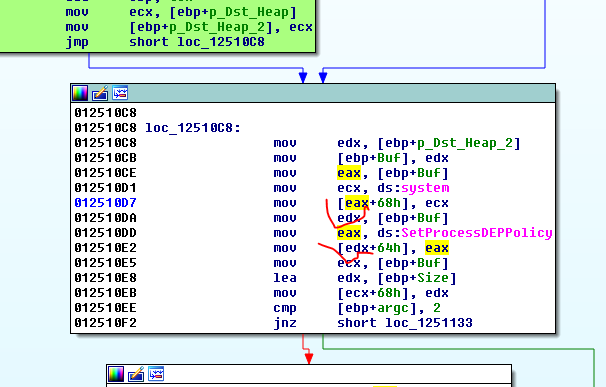 mov     ecx, [ebp+p_Dst_Heap]
mov     [ebp+p_Dst_Heap_2], ecx
jmp     short loc_12510C8
012510C8
012510C8 loc_12510C8:
012510C8 mov     edx, [ebp+p_Dst_Heap_2]
012510CB mov     [ebp+Buf], edx
012510CE mov     eax, [ebp+Buf]
012510D1 mov     ecx, ds:system
012510D7 mov     [eax+68h], ecx
012510DA mov     edx, [ebp+Buf]
012510DD mov     eax, ds:SetProcessDEPPolicy
012510E2 mov     [edx+64h], eax
012510E5 mov     ecx, [ebp+Buf]
012510E8 lea     edx, [ebp+Size]
012510EB mov     [ecx+68h], edx
012510EE cmp     [ebp+argc], 2
012510F2 jnz     short loc_1251133